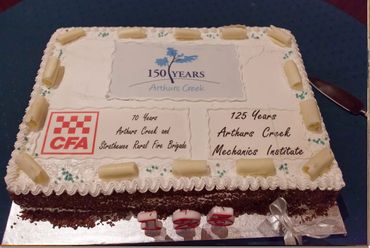 150 YEARS
Arthurs Creek
CFA
70 Years
Arthurs Creek and
Strathewen Rural Fire Brigade
125 Years
Arthurs Creek
Mechanics Institute